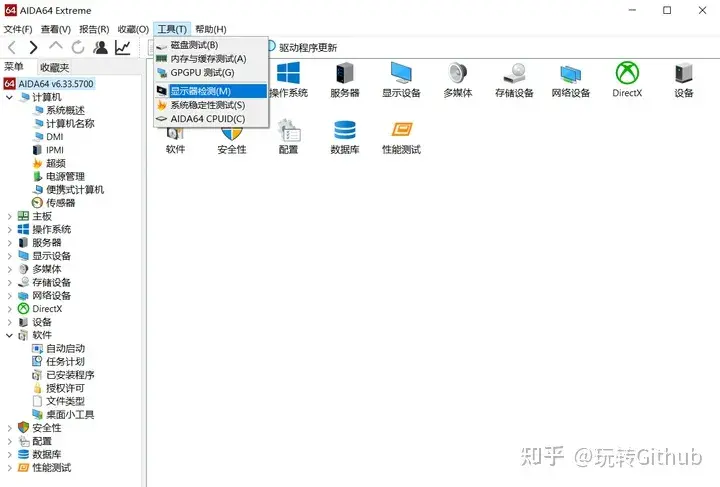 64 AIDA64 Extreme
文件(F) 查看(V) 报告(R) 收藏(O) 工具(T) 帮助(H)
驱动程序更新
磁盘测试(B)
内存与缓存测试(A)
GPGPU 测试(G)
显示器检测(M)
系统稳定性测试(S)
AIDA64 CPUID(C)
菜单 收藏夹
64 AIDA64 v6.33.5700
计算机
系统概述
计算机名称
DMI
IPMI
超频
电源管理
便携式计算机
传感器
主板
操作系统
服务器
显示设备
多媒体
存储设备
网络设备
DirectX
设备
软件
自动启动
任务计划
已安装程序
授权许可
文件类型
桌面小工具
安全性
配置
数据库
性能测试
操作系统 服务器 显示设备 多媒体 存储设备 网络设备 DirectX 设备
软件 安全性 配置 数据库 性能测试
知乎 @玩转Github